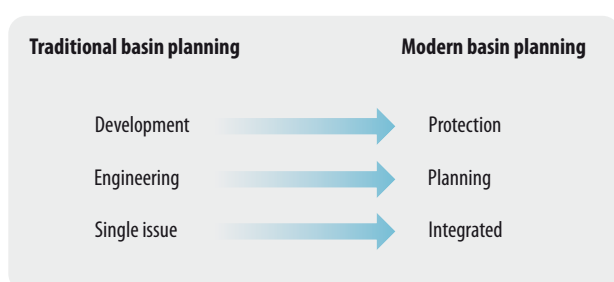 Traditional basin planning Modern basin planning
Development Protection
Engineering Planning
Single issue Integrated